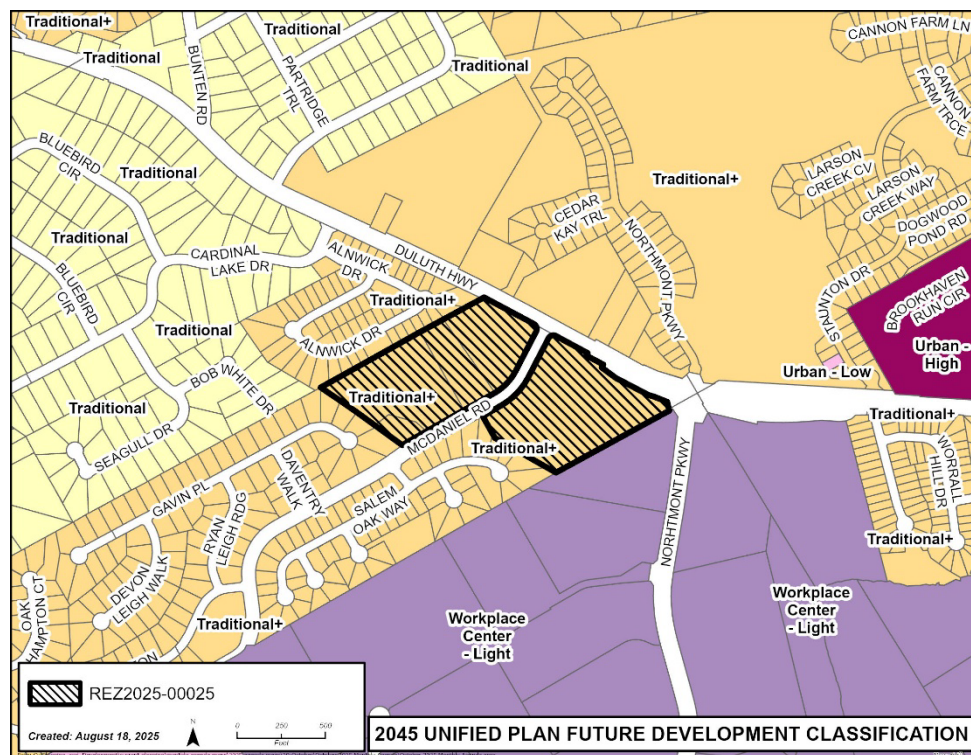 Traditional+
Traditional
Traditional
Traditional
BUNTEN RD
PARTRIDGE
TRL
CANNON FARM LN
CANNON
FARM TRCE
BLUEBIRD
CIR
Traditional
LARSON
CREEK CV
LARSON
CREEK WAY
DOGWOOD
POND RD
Traditional+
CEDAR
KAY TRL
NORTHMONT PKWY
Traditional
CARDINAL
LAKE DR
ALNWICK
DR
DULUTH HWY
STAUNTON DR
BROOKHAVEN
RUN CIR
BLUEBIRD
CIR
Traditional+
ALNWICK DR
Traditional
Urban -
High
Urban - Low
BOB WHITE DR
Traditional+
Traditional
SEAGULL DR
MCDANIEL RD
Traditional+
Traditional+
WORRALL
HILL DR
GAVIN PL
DAVENTRY
WALK
SALEM
OAK WAY
RYAN
LEIGH RDG
NORHTMONT PKWY
Traditional+
DEVON
LEIGH WALK
OAK
HAMPTON CT
Traditional+
Workplace
Center
- Light
Workplace
Center
- Light
REZ2025-00025
Created: August 18, 2025
N
0 250 500
Feet
2045 UNIFIED PLAN FUTURE DEVELOPMENT CLASSIFICATION